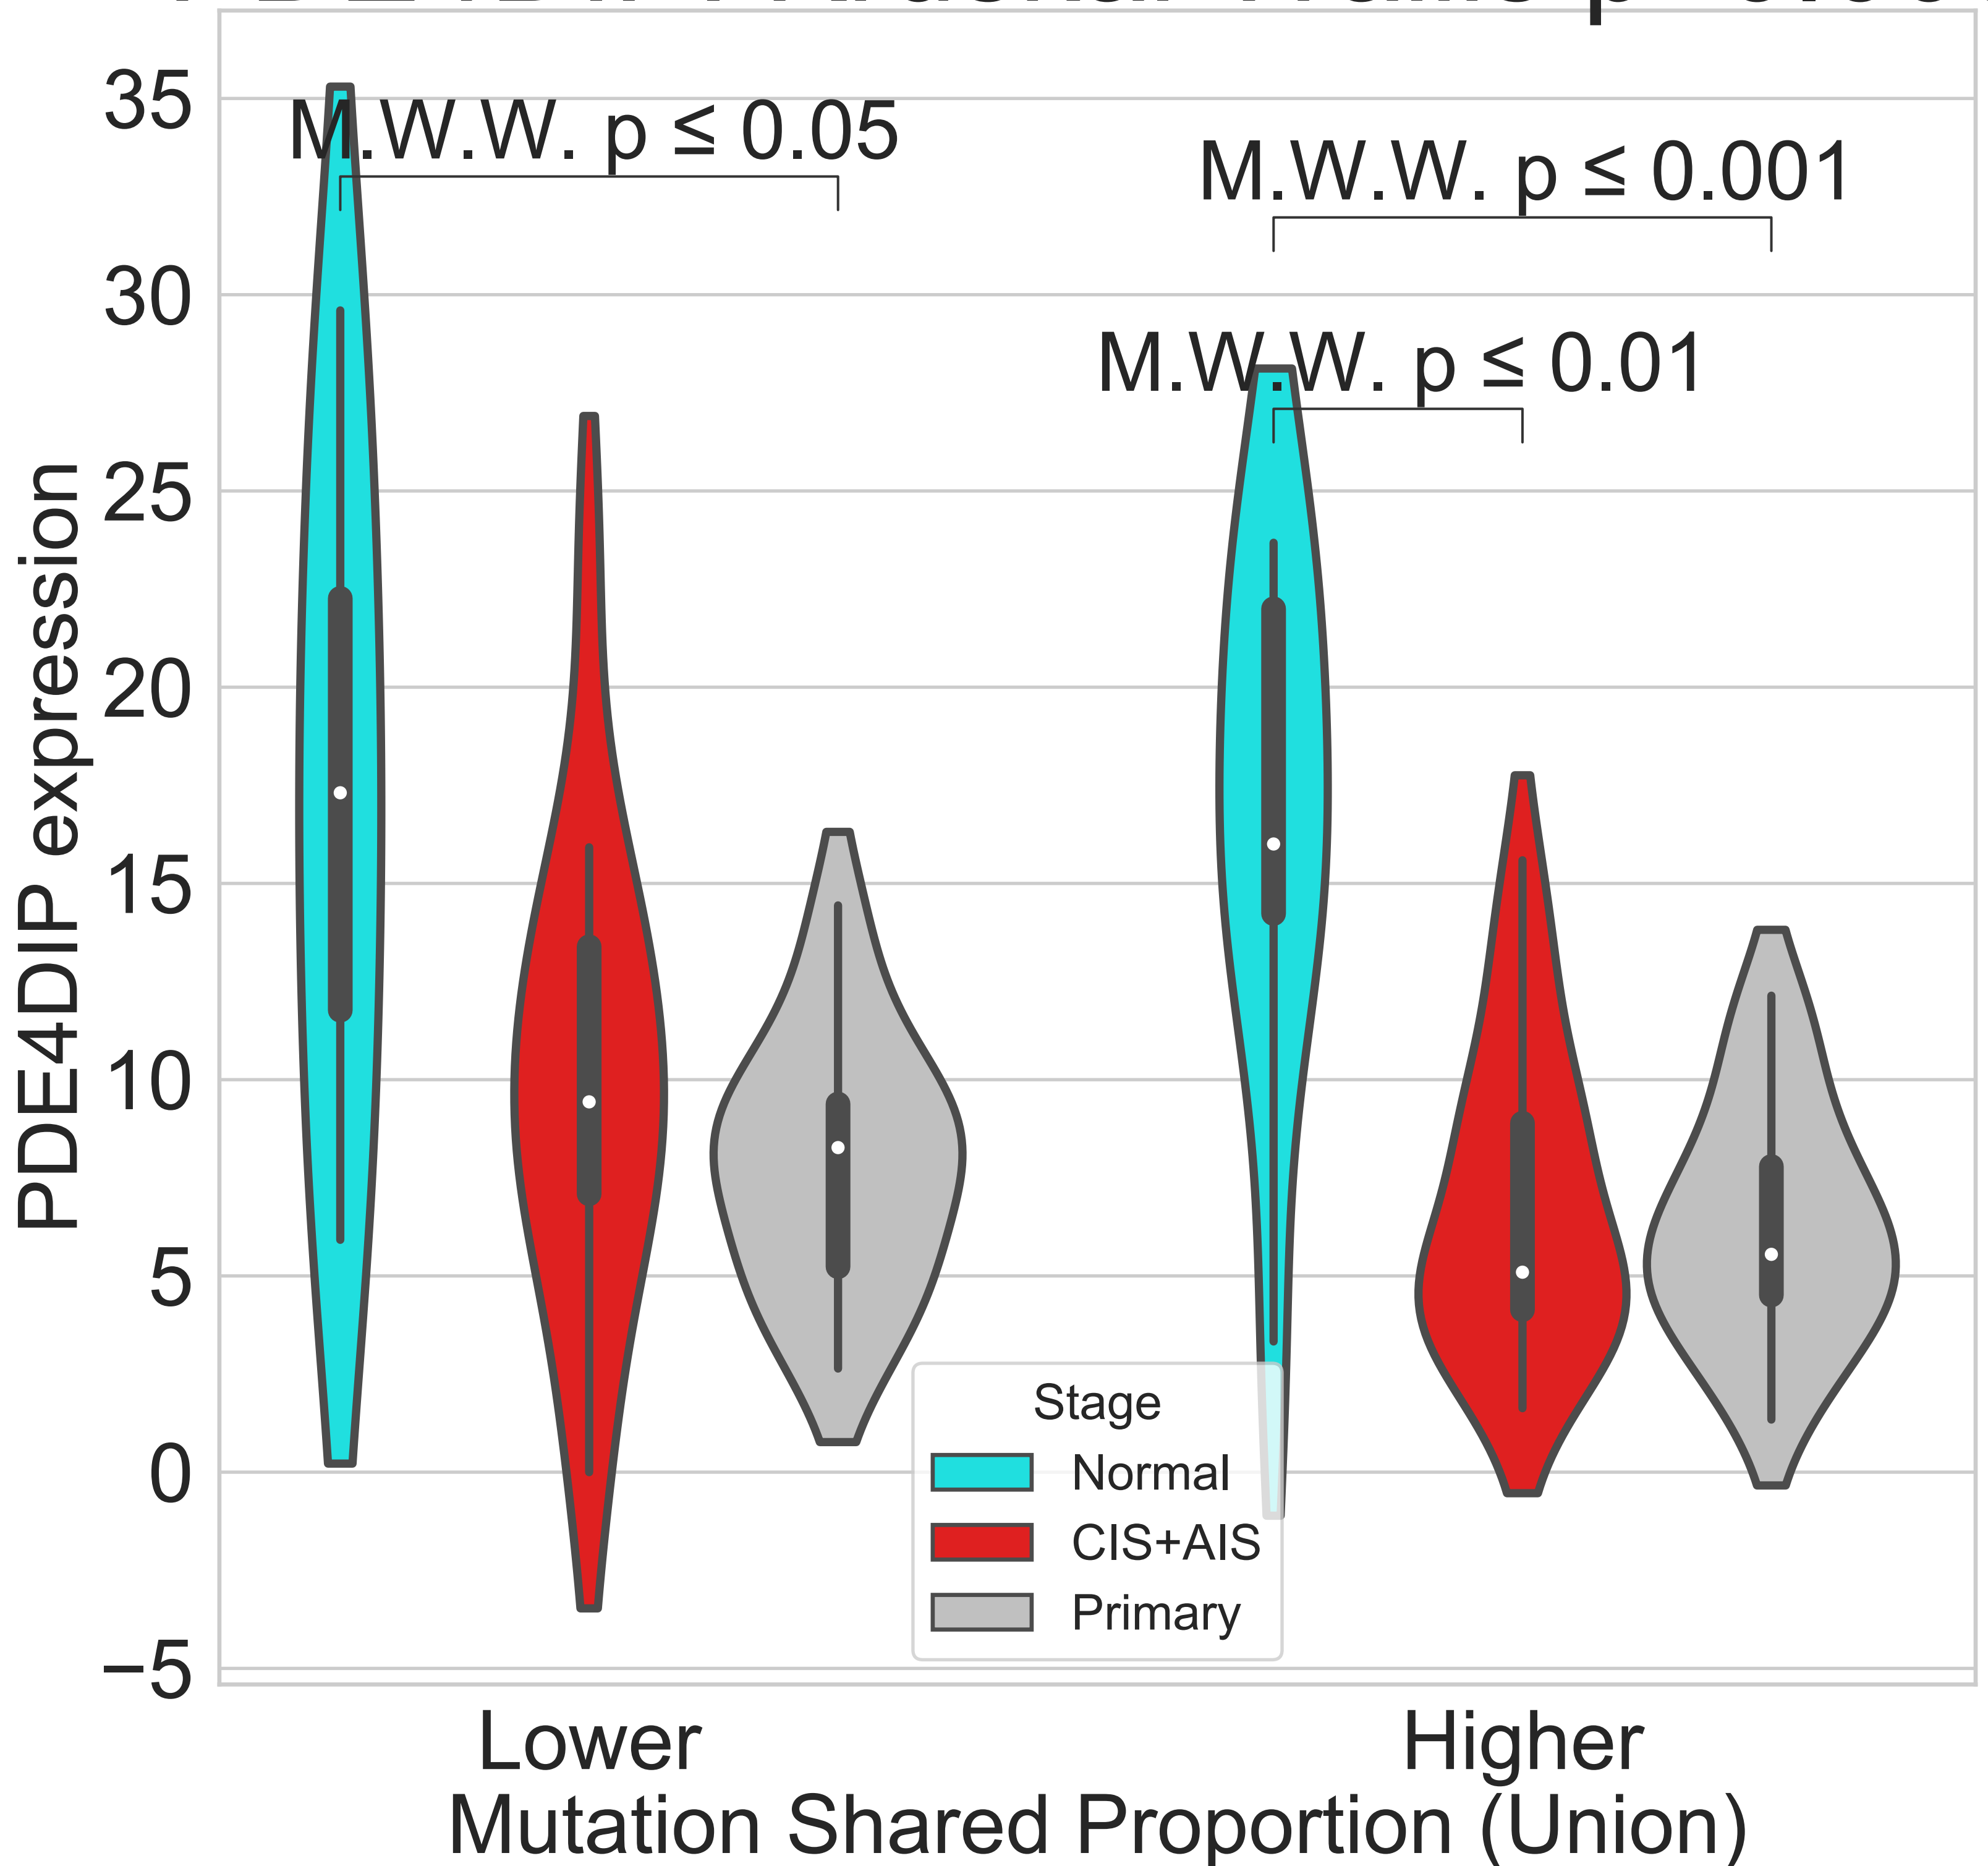 35
30
25
20
15
10
5
0
−5
PDE4DIP expression
M.W.W. p ≤ 0.05
M.W.W. p ≤ 0.001
M.W.W. p ≤ 0.01
Stage
Normal
CIS+AIS
Primary
Lower
Higher
Mutation Shared Proportion (Union)